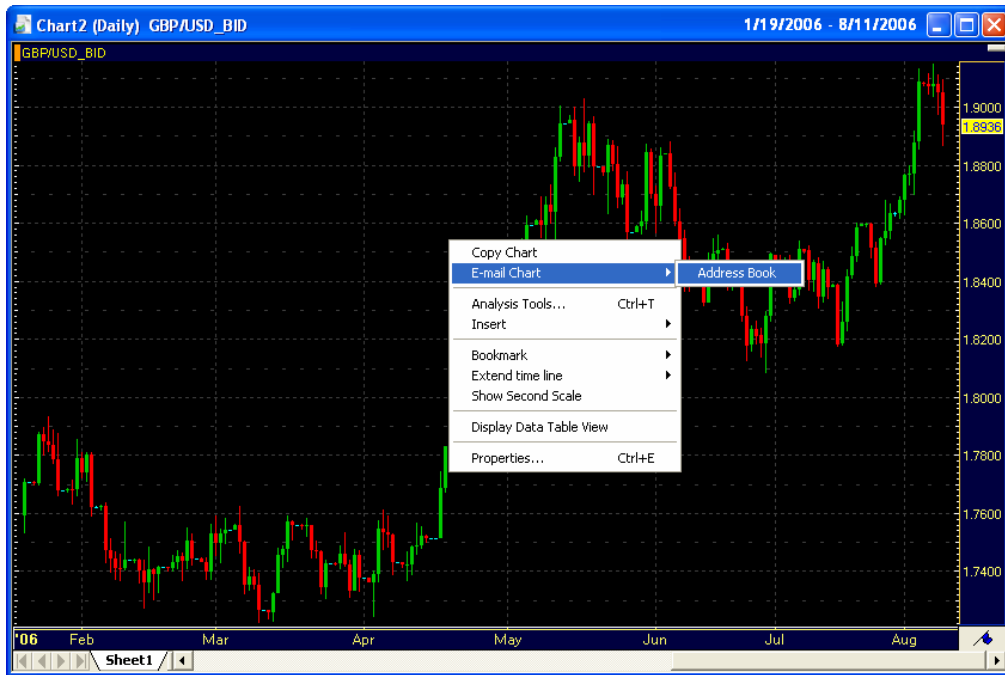 Chart2 (Daily) GBP/USD_BID 1/19/2006 - 8/11/2006
GBP/USD_BID
1.9000
1.8936
1.8800
1.8600
Copy Chart
E-mail Chart Address Book
1.8400
Analysis Tools... Ctrl+T
Insert
1.8200
Bookmark
Extend time line
Show Second Scale
1.8000
Display Data Table View
1.7800
Properties... Ctrl+E
1.7600
1.7400
'06 Feb Mar Apr May Jun Jul Aug
Sheet1